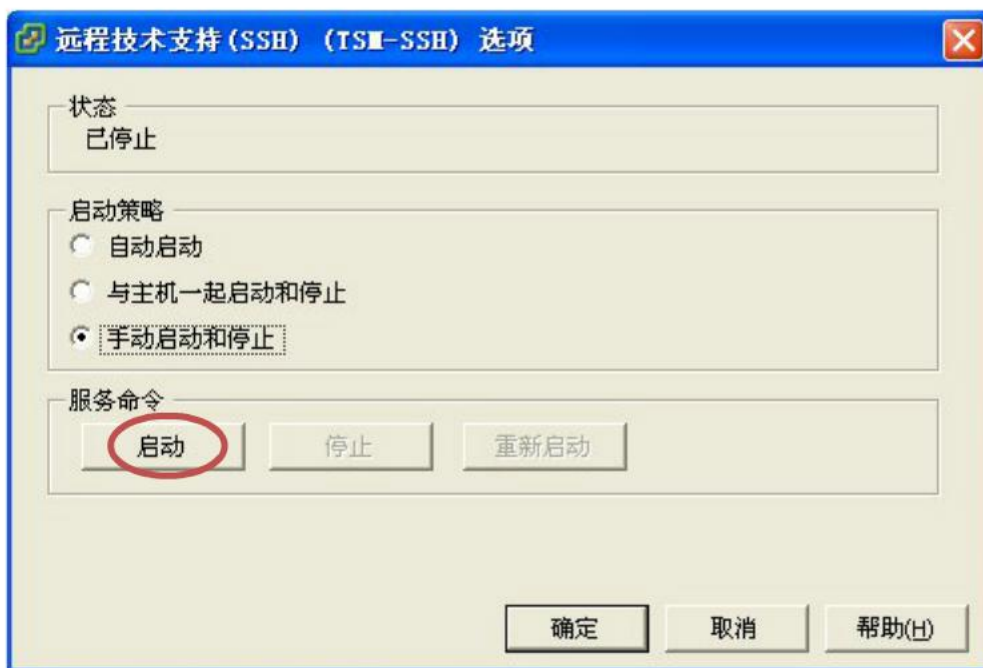 远程技术支持(SSH) (TSM-SSH) 选项
状态
已停止
启动策略
自动启动
与主机一起启动和停止
手动启动和停止
服务命令
启动 停止 重新启动
确定 取消 帮助(H)